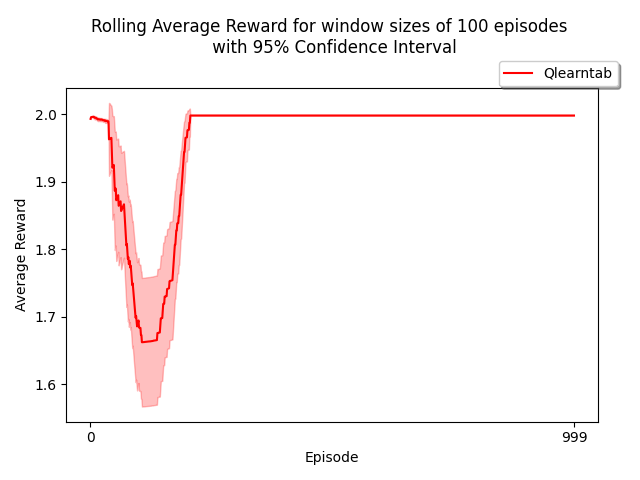 Rolling Average Reward for window sizes of 100 episodes
with 95% Confidence Interval
Qlearntab
2.0
1.9
1.8
1.7
1.6
Average Reward
0
999
Episode